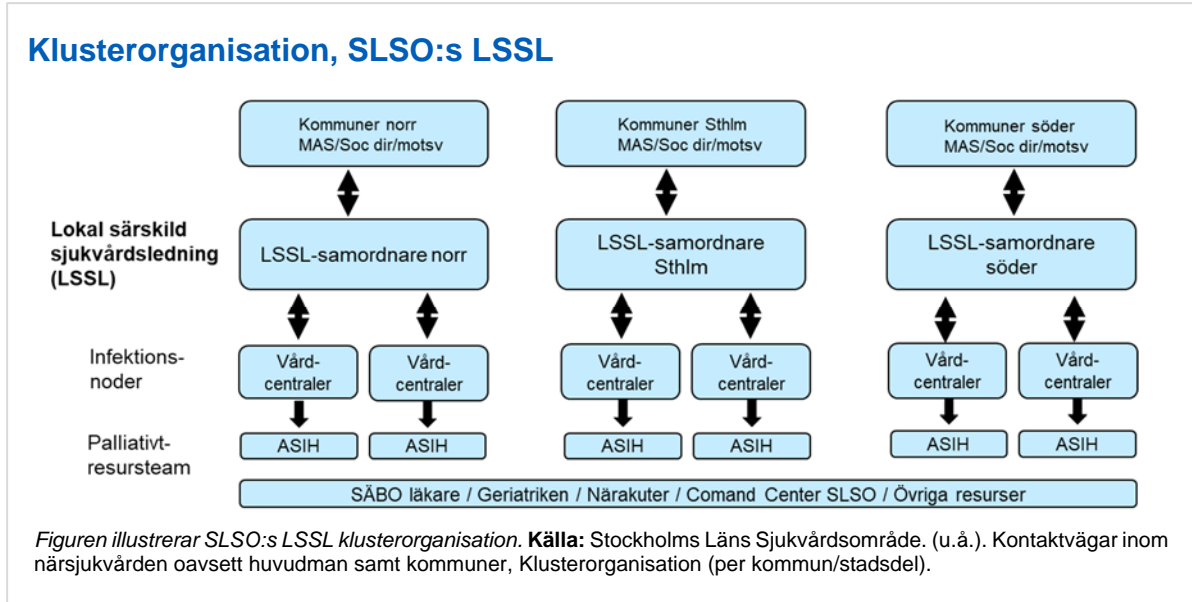 Klusterorganisation, SLSO:s LSSL
Kommuner norr
MAS/Soc dir/motsv
Kommuner Sthlm
MAS/Soc dir/motsv
Kommuner söder
MAS/Soc dir/motsv
Lokal särskild
sjukvårdsledning
(LSSL)
LSSL-samordnare norr
LSSL-samordnare
Sthlm
LSSL-samordnare
söder
Infektions-
noder
Vård-
centraler
Vård-
centraler
Vård-
centraler
Vård-
centraler
Vård-
centraler
Vård-
centraler
Palliativt-
resursteam
ASIH
ASIH
ASIH
ASIH
ASIH
ASIH
SÄBO läkare / Geriatriken / Närakuter / Comand Center SLSO / Övriga resurser
Figuren illustrerar SLSO:s LSSL klusterorganisation. Källa: Stockholms Läns Sjukvårdsområde. (u.å.). Kontaktvägar inom
närsjukvården oavsett huvudman samt kommuner, Klusterorganisation (per kommun/stadsdel).